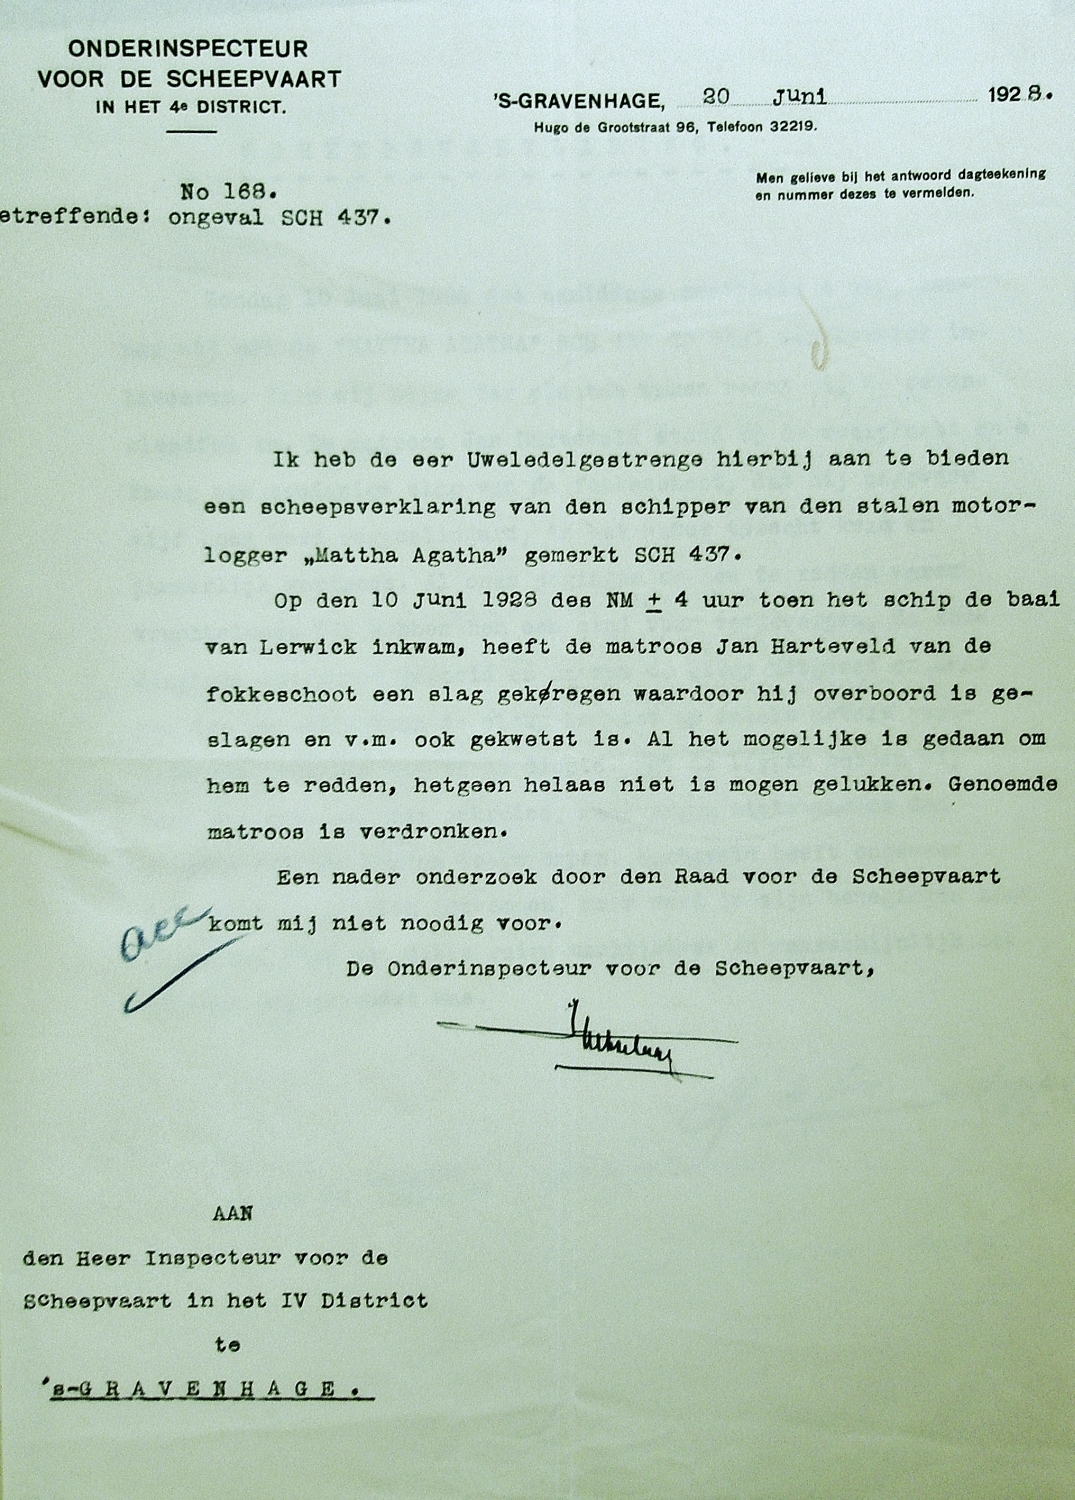 ONDERINSPECTEUR
VOOR DE SCHEEPVAART
IN HET 4e DISTRICT.
'S-GRAVENHAGE, 20 Juni 1928.
Hugo de Grootstraat 96, Telefoon 32219.
Men gelieve bij het antwoord dagteekening
en nummer dezes te vermelden.
No 168.
etreffende: ongeval SCH 437.
Ik heb de eer Uweledelgestrenge hierbij aan te bieden
een scheepsverklaring van den schipper van den stalen motor-
logger „Mattha Agatha" gemerkt SCH 437.
Op den 10 Juni 1928 des NM ± 4 uur toen het schip de baai
van Lerwick inkwam, heeft de matroos Jan Harteveld van de
fokkeschoot een slag gekregen waardoor hij overboord is ge-
slagen en v.m. ook gekwetst is. Al het mogelijke is gedaan om
hem te redden, hetgeen helaas niet is mogen gelukken. Genoemde
matroos is verdronken.
Een nader onderzoek door den Raad voor de Scheepvaart
acc komt mij niet noodig voor.
De Onderinspecteur voor de Scheepvaart,
AAN
den Heer Inspecteur voor de
Scheepvaart in het IV District
te
's-GRAVENHAGE.